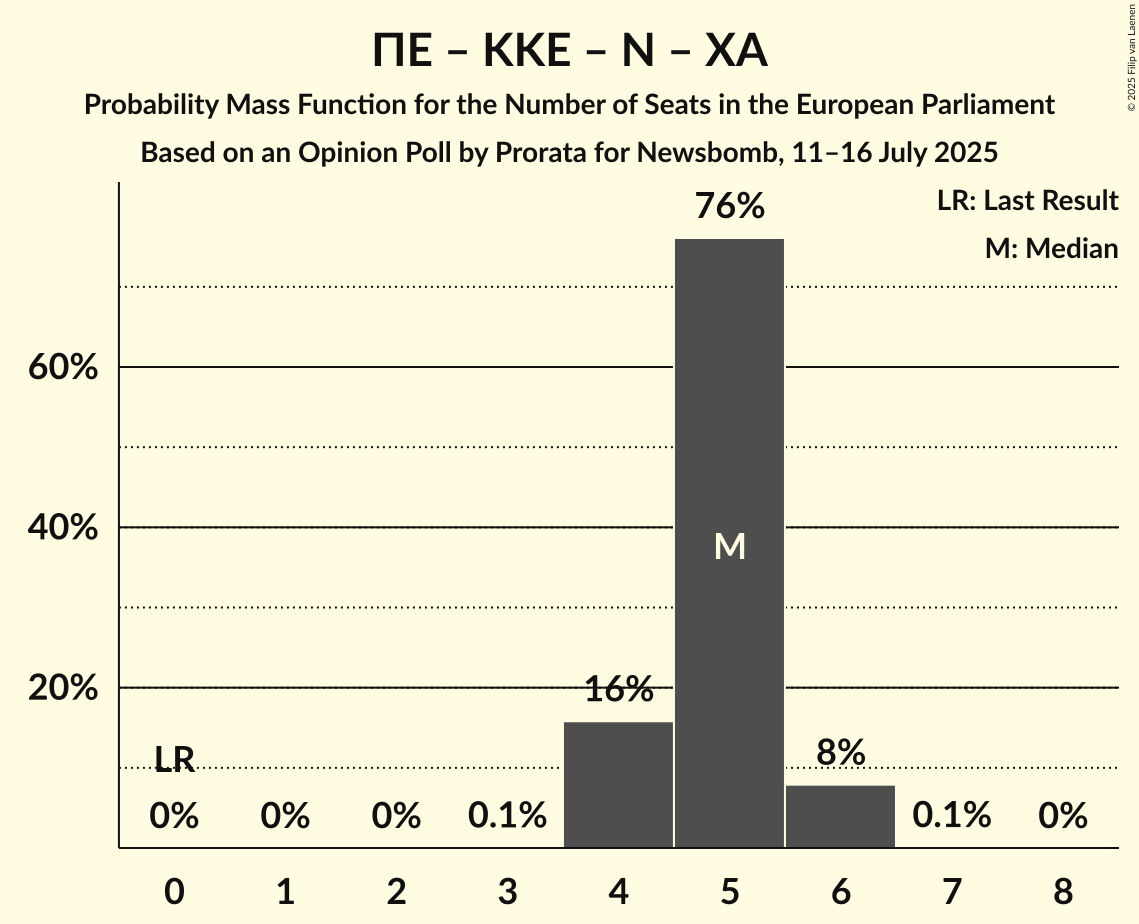 ΠΕ – ΚΚΕ – Ν – ΧΑ
Probability Mass Function for the Number of Seats in the European Parliament
Based on an Opinion Poll by Prorata for Newsbomb, 11–16 July 2025
© 2025 Filip van Laenen
LR: Last Result
M: Median
76%
60%
40%
M
20%
16%
LR
8%
0% 0% 0% 0.1% 0.1% 0%
0 1 2 3 4 5 6 7 8